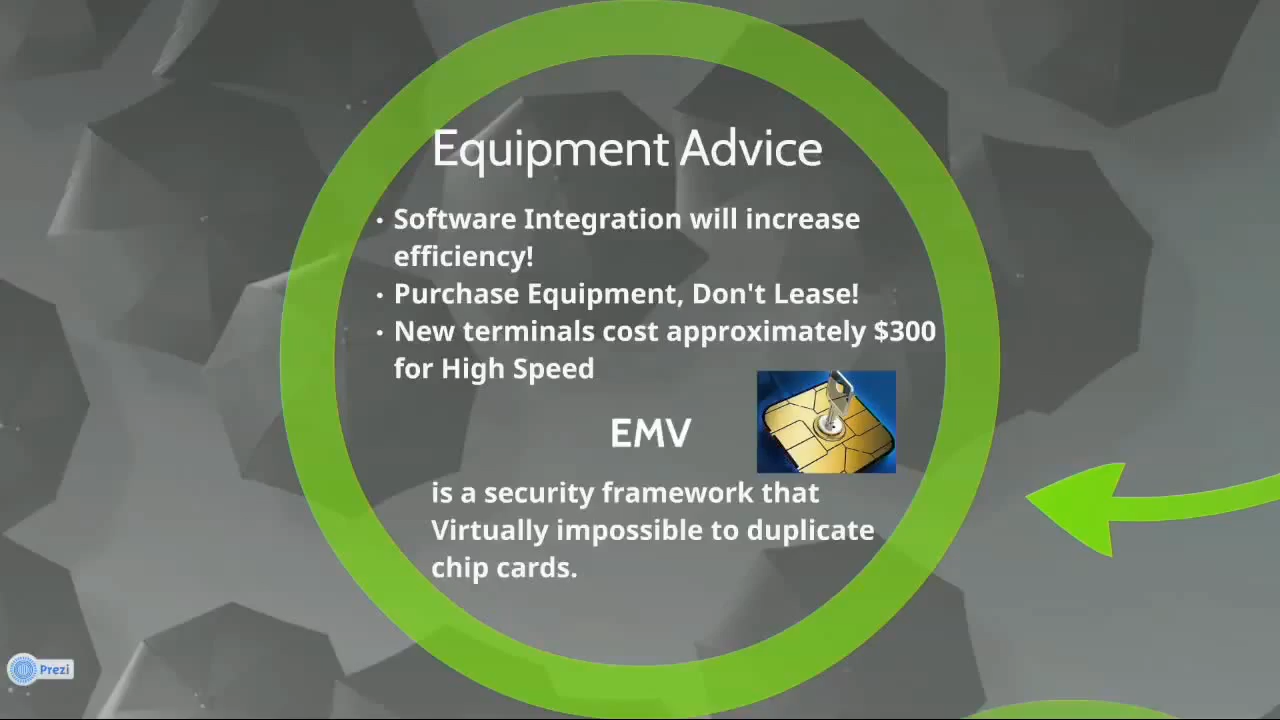 Equipment Advice
• Software Integration will increase
efficiency!
• Purchase Equipment, Don't Lease!
• New terminals cost approximately $300
for High Speed
EMV
is a security framework that
Virtually impossible to duplicate
chip cards.
Prezi